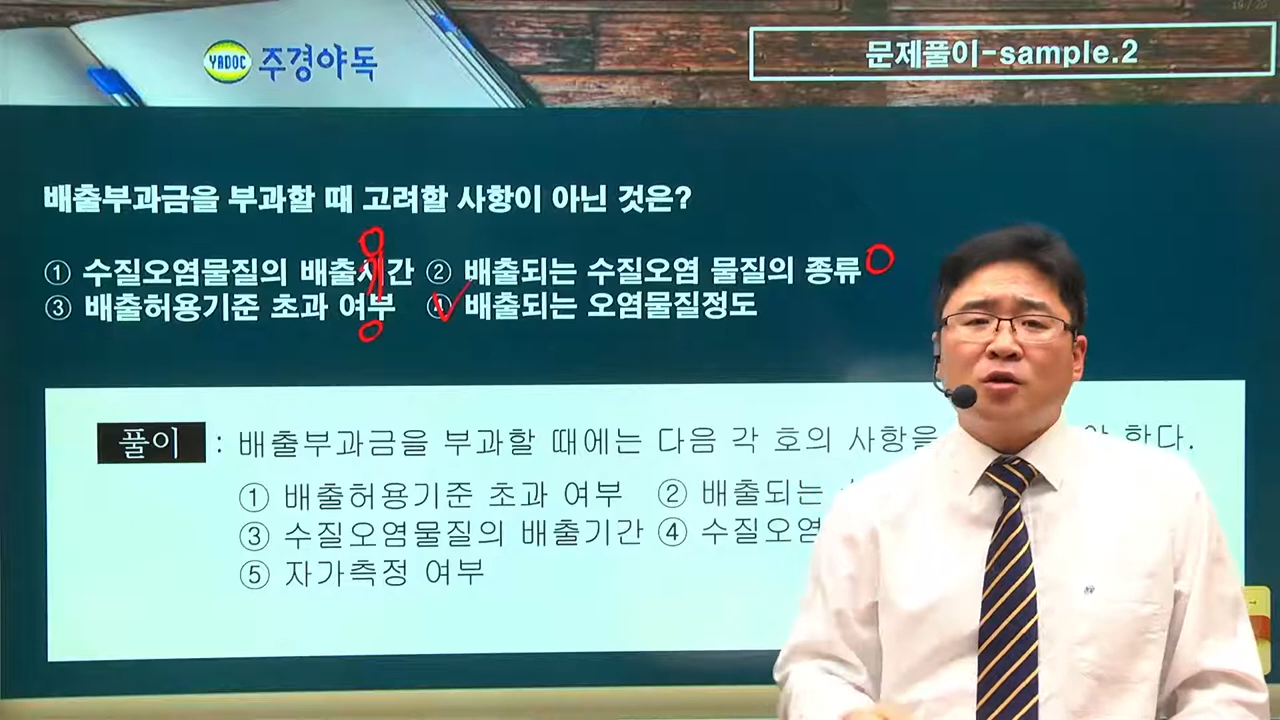 YADOC 주경야독
문제풀이-sample.2
배출부과금을 부과할 때 고려할 사항이 아닌 것은?
① 수질오염물질의 배출시간 ② 배출되는 수질오염 물질의 종류
③ 배출허용기준 초과 여부 ④ 배출되는 오염물질정도
풀이 : 배출부과금을 부과할 때에는 다음 각 호의 사항을 한다.
① 배출허용기준 초과 여부 ② 배출되는
③ 수질오염물질의 배출기간 ④ 수질오염
⑤ 자가측정 여부